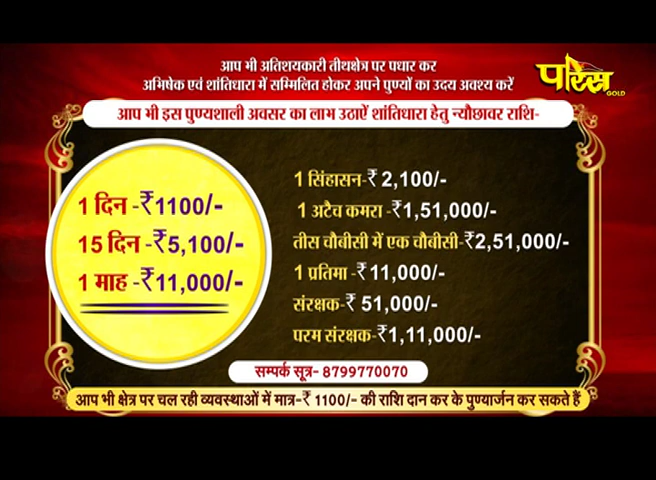 आप भी अतिशयकारी तीथक्षेत्र पर पधार कर
अभिषेक एवं शांतिधारा में सम्मिलित होकर अपने पुण्यों का उदय अवश्य करें
पारस
GOLD
आप भी इस पुण्यशाली अवसर का लाभ उठाऐं शांतिधारा हेतु न्यौछावर राशि-
1 दिन -₹1100/-
15 दिन -₹5,100/-
1 माह -₹11,000/-
1 सिंहासन-₹ 2,100/-
1 अटैच कमरा -₹1,51,000/-
तीस चौबीसी में एक चौबीसी-₹2,51,000/-
1 प्रतिमा -₹11,000/-
संरक्षक-₹ 51,000/-
परम संरक्षक-₹1,11,000/-
सम्पर्क सूत्र- 8799770070
आप भी क्षेत्र पर चल रही व्यवस्थाओं में मात्र-₹ 1100/- की राशि दान कर के पुण्यार्जन कर सकते हैं